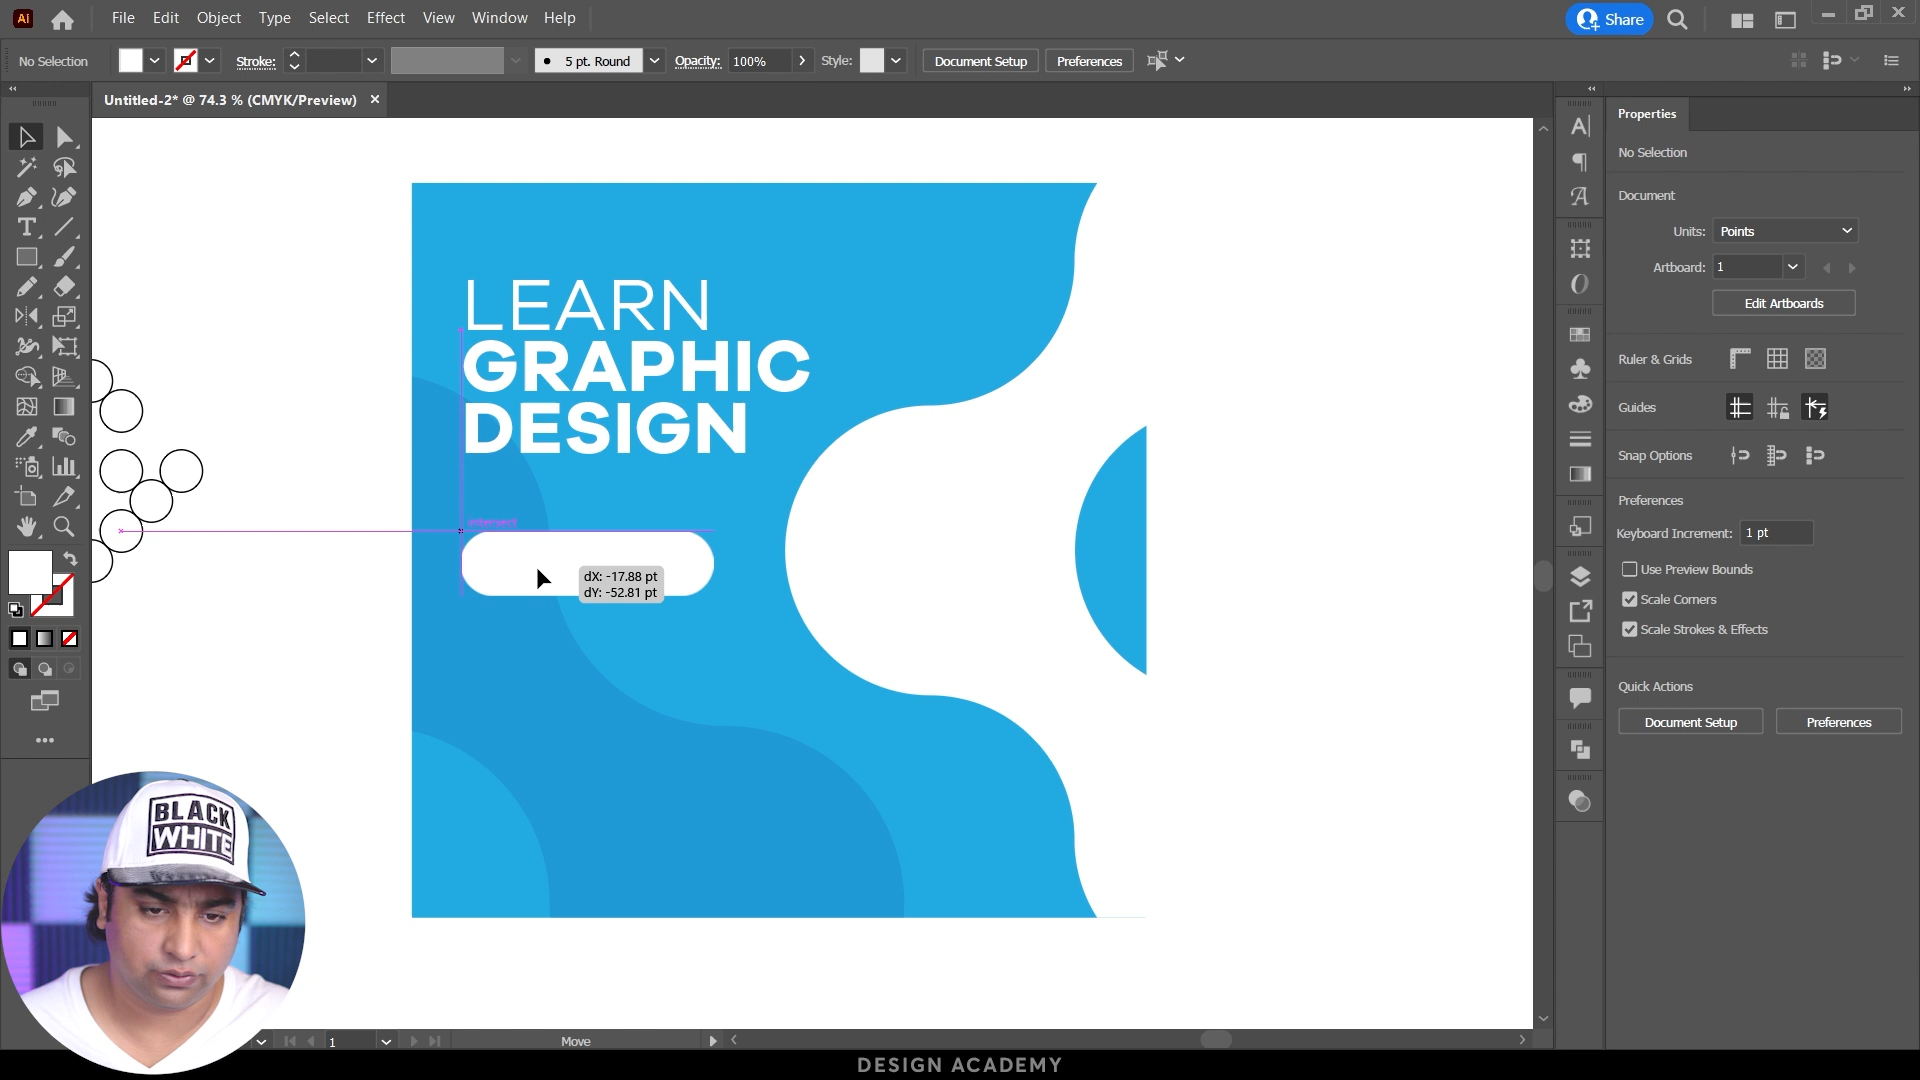 Ai File Edit Object Type Select Effect View Window Help Share
No Selection Stroke: 5 pt. Round Opacity: 100% Style: Document Setup Preferences
Untitled-2* @ 74.3 % (CMYK/Preview) ×
Properties
No Selection
Document
Units: Points
Artboard: 1
Edit Artboards
Ruler & Grids
Guides
Snap Options
Preferences
Keyboard Increment: 1 pt
Use Preview Bounds
Scale Corners
Scale Strokes & Effects
Quick Actions
Document Setup Preferences
LEARN
GRAPHIC
DESIGN
intersect
dX: -17.88 pt
dY: -52.81 pt
BLACK
WHITE
1 Move
DESIGN ACADEMY